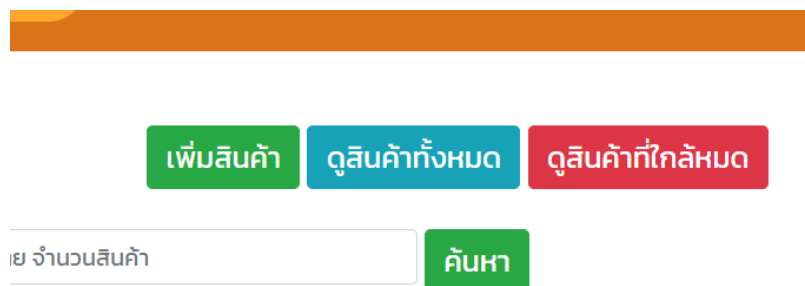 เพิ่มสินค้า ดูสินค้าทั้งหมด ดูสินค้าที่ใกล้หมด
จำนวนสินค้า ค้นหา